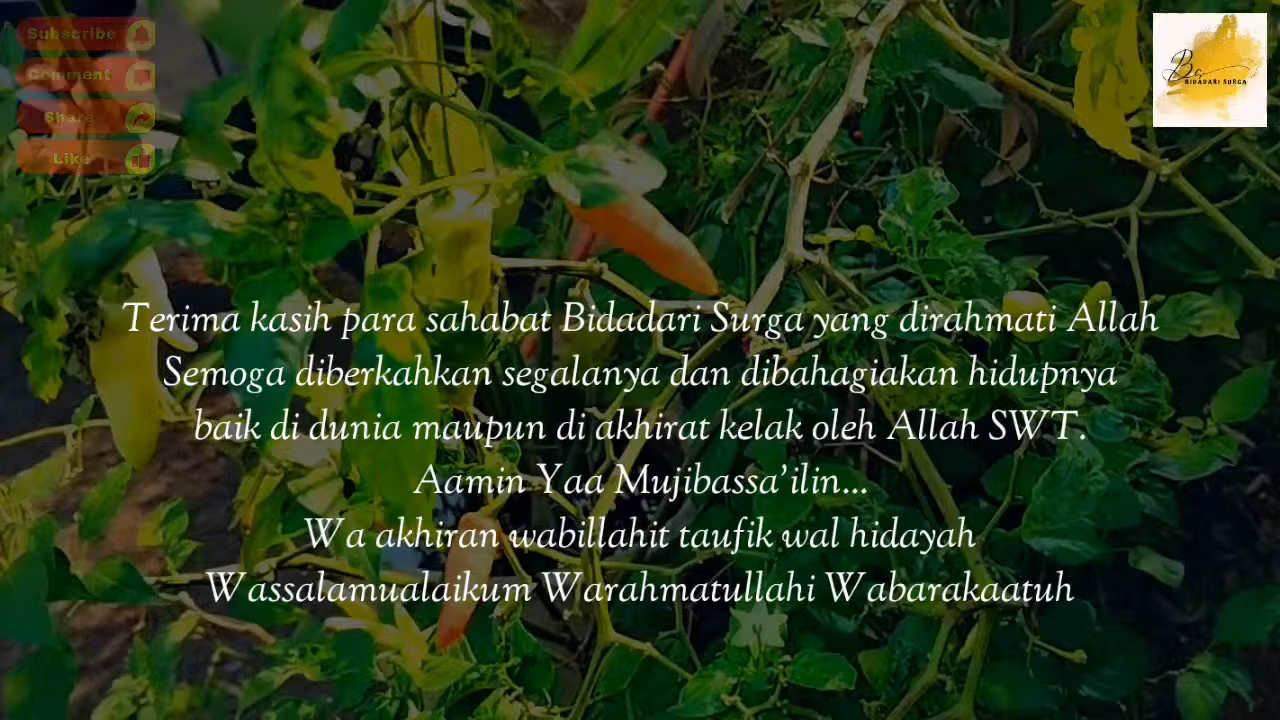 Subscribe
Comment
Share
Like
Bs
BIDADARI SURGA
Terima kasih para sahabat Bidadari Surga yang dirahmati Allah
Semoga diberkahkan segalanya dan dibahagiakan hidupnya
baik di dunia maupun di akhirat kelak oleh Allah SWT.
Aamin Yaa Mujibassa'ilin...
Wa akhiran wabillahit taufik wal hidayah
Wassalamualaikum Warahmatullahi Wabarakaatuh